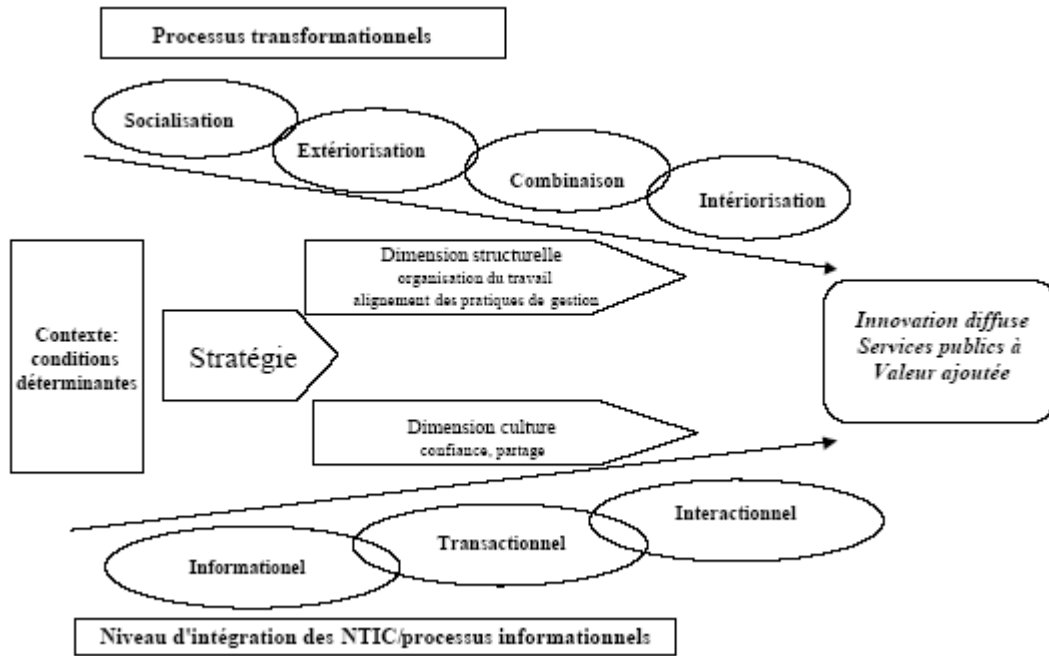 Processus transformationnels
Socialisation
Extériorisation
Combinaison
Intériorisation
Dimension structurelle
organisation du travail
alignement des pratiques de gestion
Contexte:
conditions
déterminantes
Stratégie
Innovation diffuse
Services publics à
Valeur ajoutée
Dimension culture
confiance, partage
Interactionnel
Transactionnel
Informationel
Niveau d'intégration des NTIC/processus informationnels